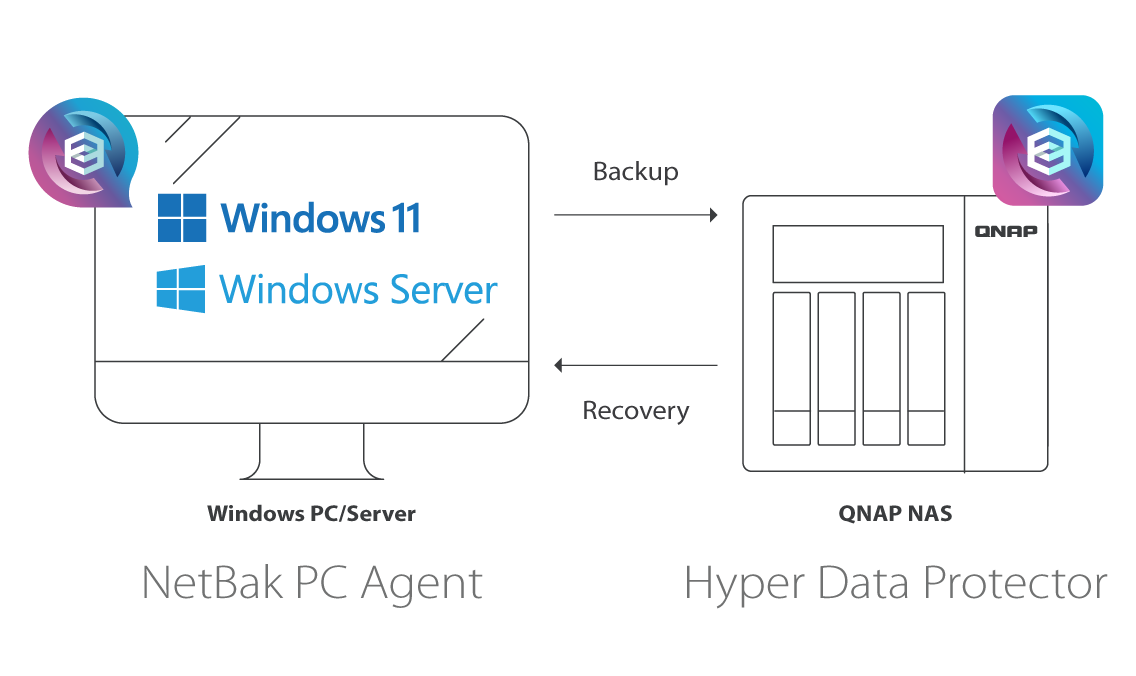 Windows 11
Windows Server
Backup
Recovery
QNAP
Windows PC/Server
QNAP NAS
NetBak PC Agent
Hyper Data Protector